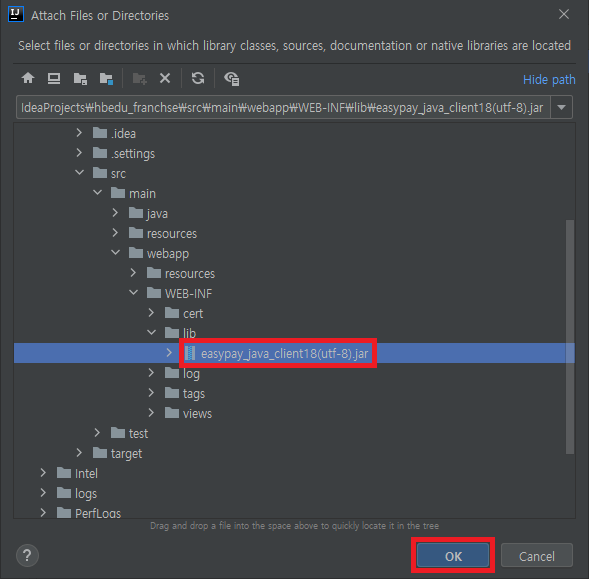 Attach Files or Directories
Select files or directories in which library classes, sources, documentation or native libraries are located
Hide path
IdeaProjects₩hbedu_franchse₩src₩main₩webapp₩WEB-INF₩lib₩easypay_java_client18(utf-8).jar
.idea
.settings
src
main
java
resources
webapp
resources
WEB-INF
cert
lib
easypay_java_client18(utf-8).jar
log
tags
views
test
target
Intel
logs
PerfLogs
Drag and drop a file into the space above to quickly locate it in the tree
? OK Cancel